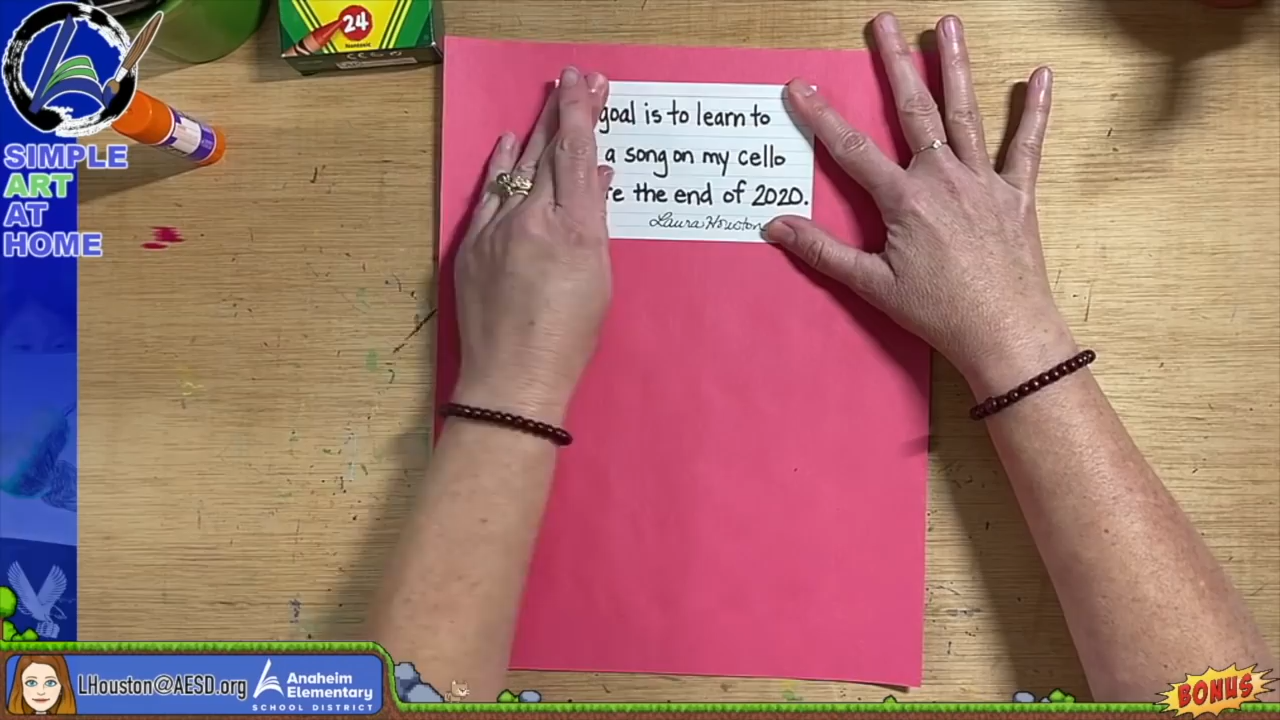 24
SIMPLE
ART
AT
HOME
goal is to learn to
a song on my cello
the end of 2020.
Laura Houston
LHouston@AESD.org
Anaheim
Elementary
SCHOOL DISTRICT
BONUS